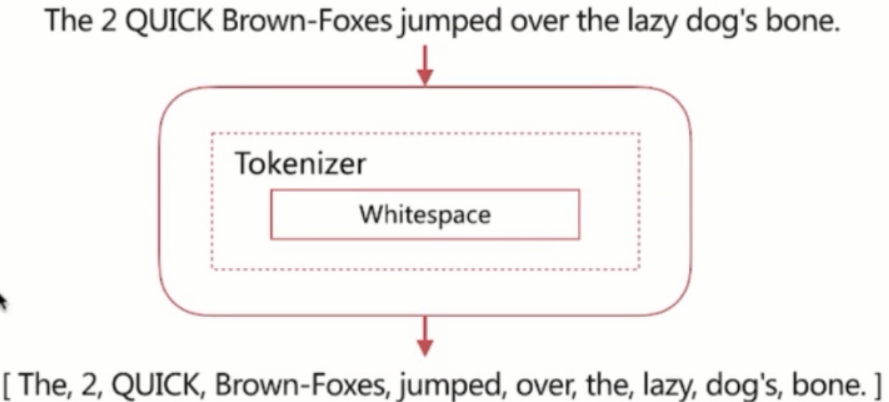 The 2 QUICK Brown-Foxes jumped over the lazy dog's bone.
Tokenizer
Whitespace
[ The, 2, QUICK, Brown-Foxes, jumped, over, the, lazy, dog's, bone. ]